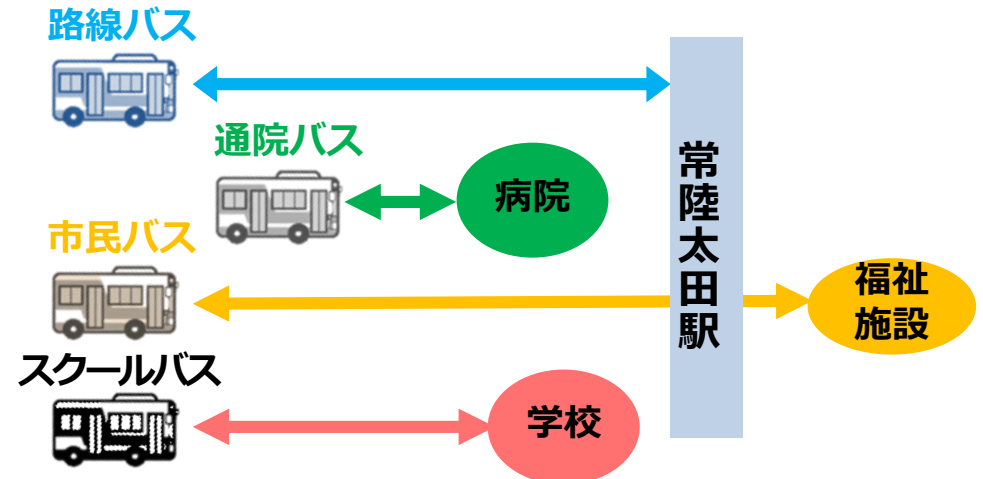 路線バス
通院バス
病院
市民バス
常陸太田駅
福祉
施設
スクールバス
学校